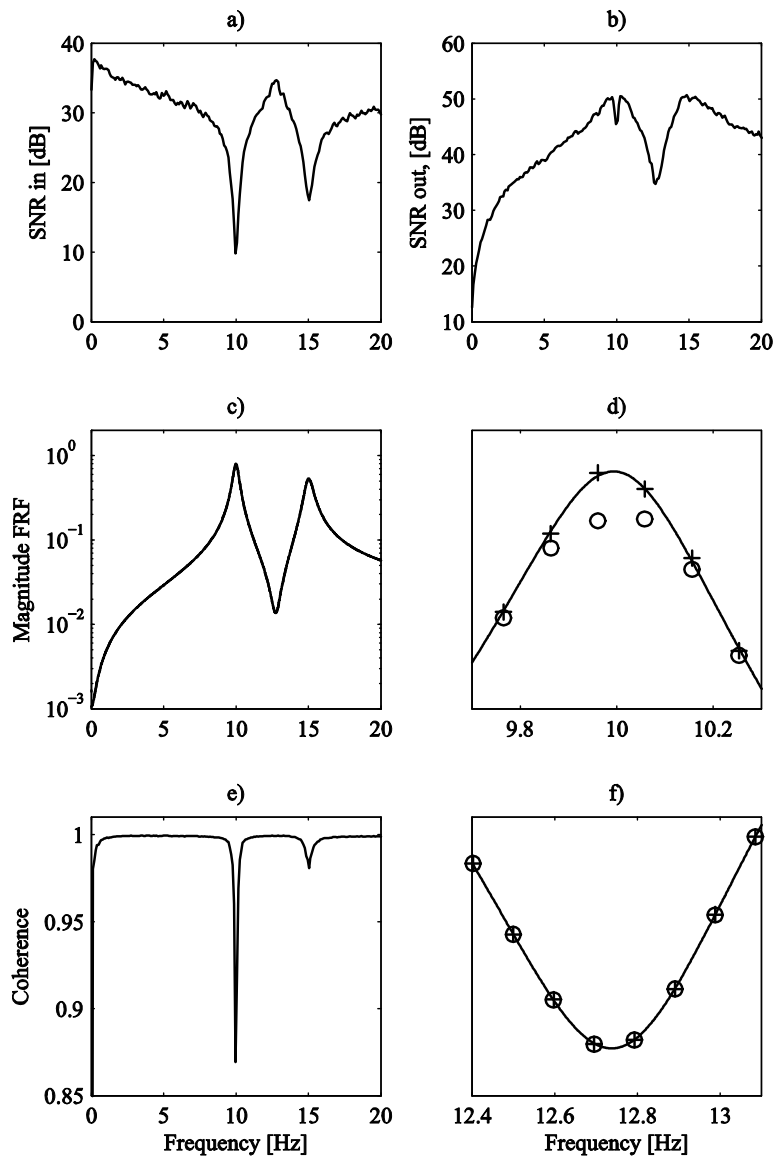 a)
b)
SNR in [dB]
40
30
20
10
0
0 5 10 15 20
SNR out, [dB]
60
50
40
30
20
10
0 5 10 15 20
c)
d)
Magnitude FRF
10⁰
10⁻¹
10⁻²
10⁻³
0 5 10 15 20
9.8 10 10.2
e)
f)
Coherence
1
0.95
0.9
0.85
0 5 10 15 20
Frequency [Hz]
12.4 12.6 12.8 13
Frequency [Hz]